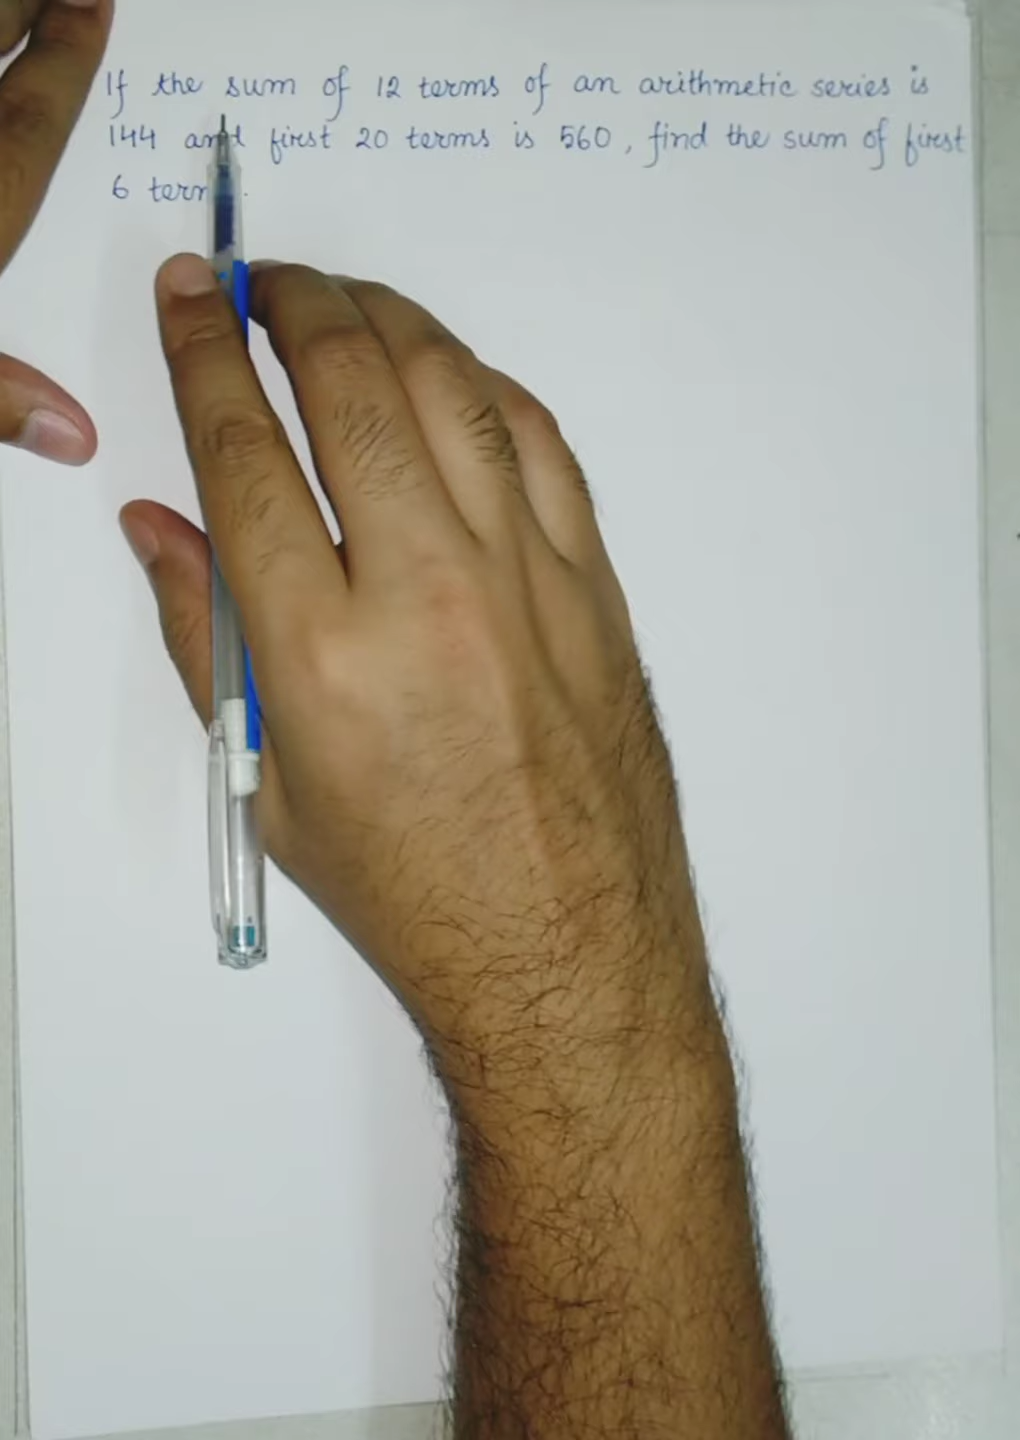 If the sum of 12 terms of an arithmetic series is
144 and first 20 terms is 560, find the sum of first
6